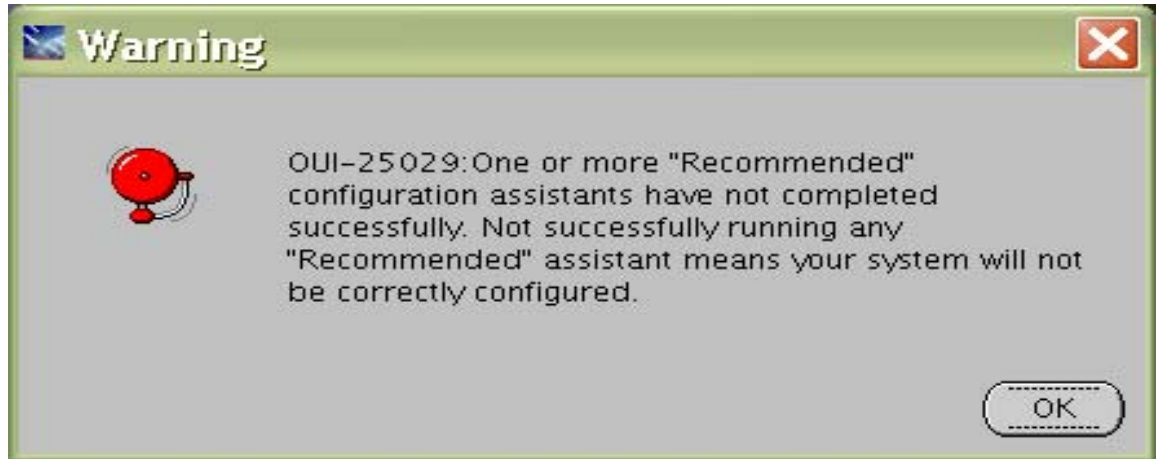 Warning
OUI-25029:One or more "Recommended"
configuration assistants have not completed
successfully. Not successfully running any
"Recommended" assistant means your system will not
be correctly configured.
OK